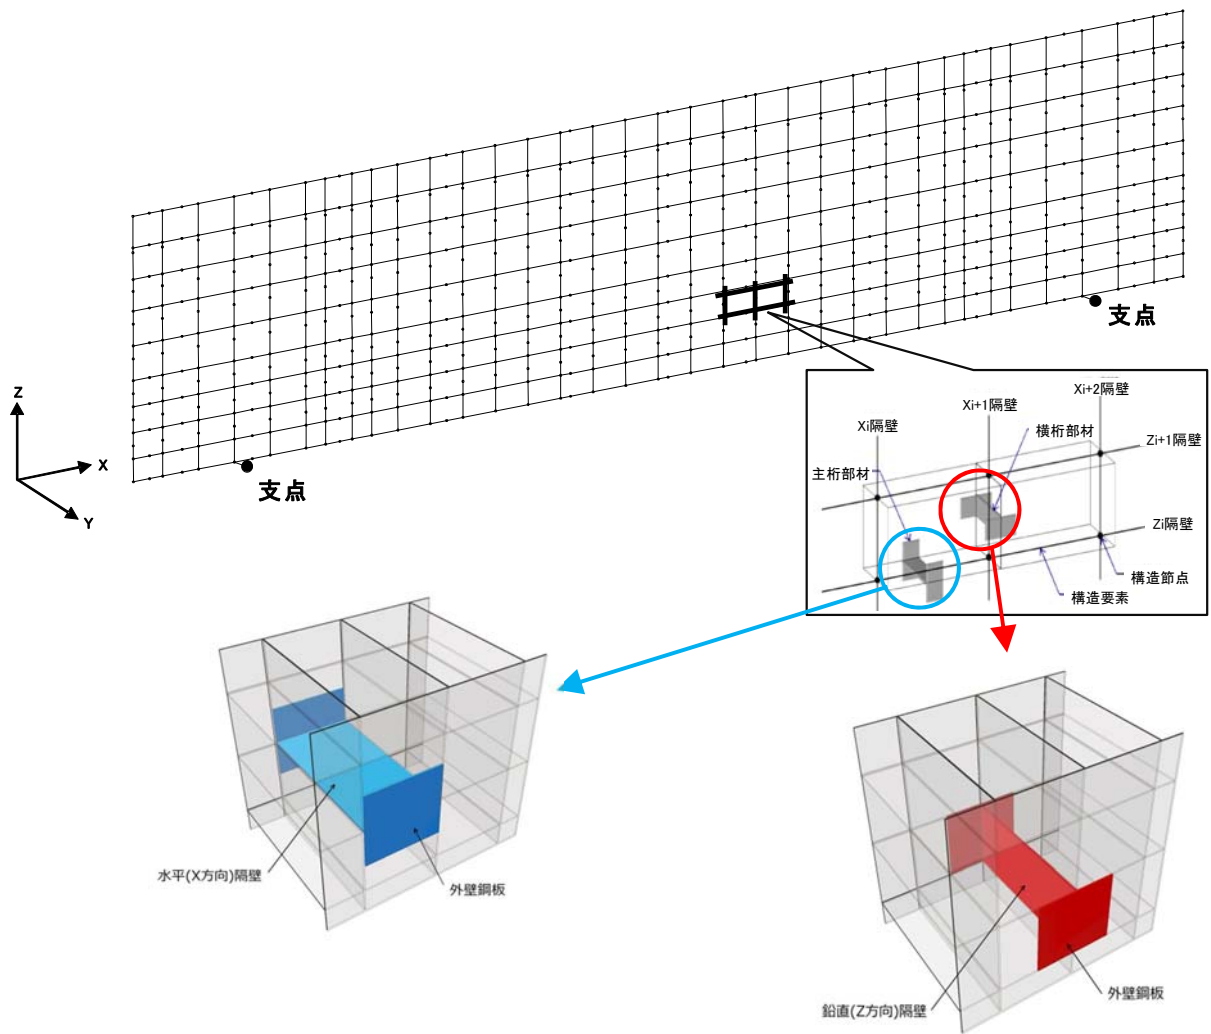 支点
Z
X
Y
支点
Xi+2隔壁
Xi+1隔壁
Xi隔壁
横桁部材
Zi+1隔壁
主桁部材
Zi隔壁
構造節点
構造要素
水平(X方向)隔壁
外壁鋼板
鉛直(Z方向)隔壁
外壁鋼板